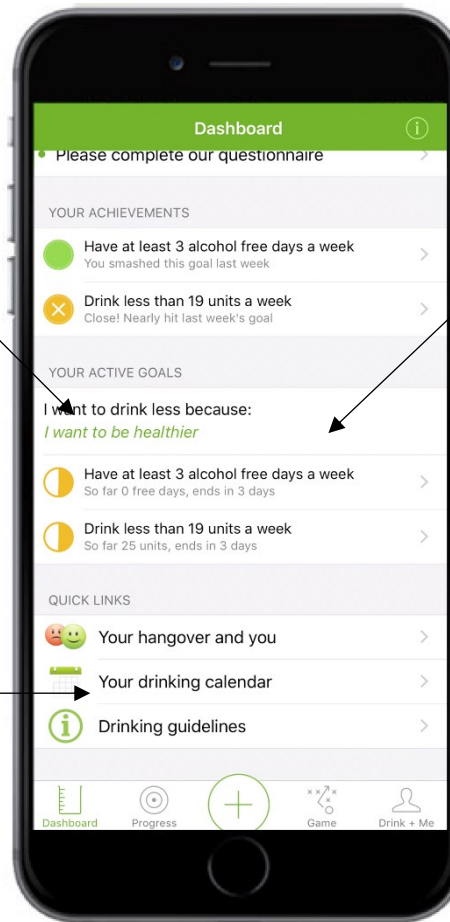 Dashboard
Please complete our questionnaire
YOUR ACHIEVEMENTS
Have at least 3 alcohol free days a week
You smashed this goal last week
Drink less than 19 units a week
Close! Nearly hit last week's goal
YOUR ACTIVE GOALS
I want to drink less because:
I want to be healthier
Have at least 3 alcohol free days a week
So far 0 free days, ends in 3 days
Drink less than 19 units a week
So far 25 units, ends in 3 days
QUICK LINKS
Your hangover and you
Your drinking calendar
Drinking guidelines
Dashboard
Progress
Game
Drink + Me